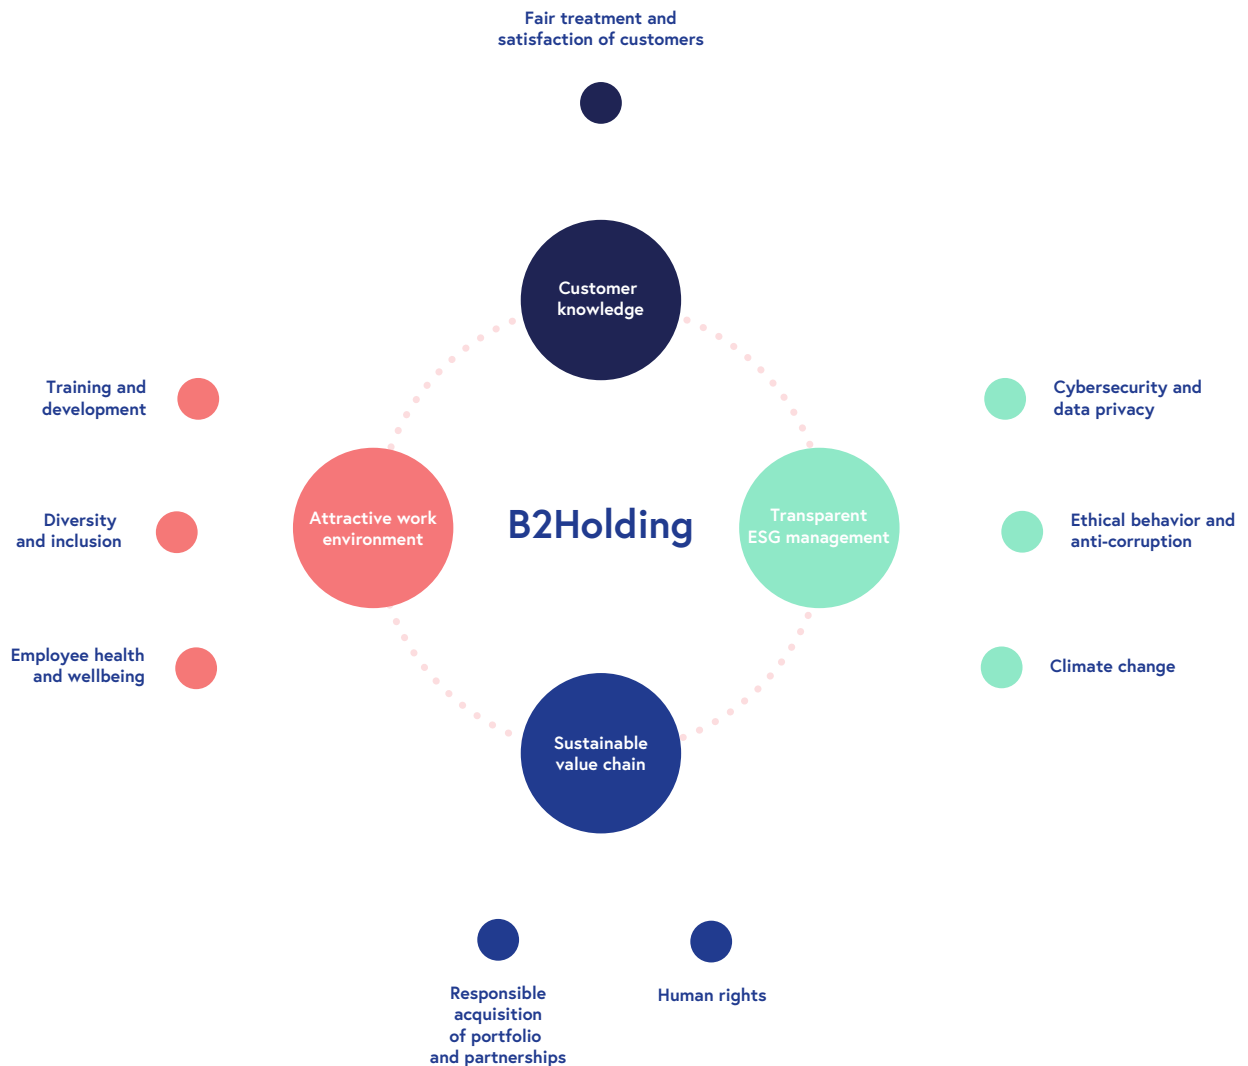 Fair treatment and
satisfaction of customers
Customer
knowledge
Training and
development
Cybersecurity and
data privacy
Diversity
and inclusion
Attractive work
environment
B2Holding
Transparent
ESG management
Ethical behavior and
anti-corruption
Employee health
and wellbeing
Climate change
Sustainable
value chain
Responsible
acquisition
of portfolio
and partnerships
Human rights